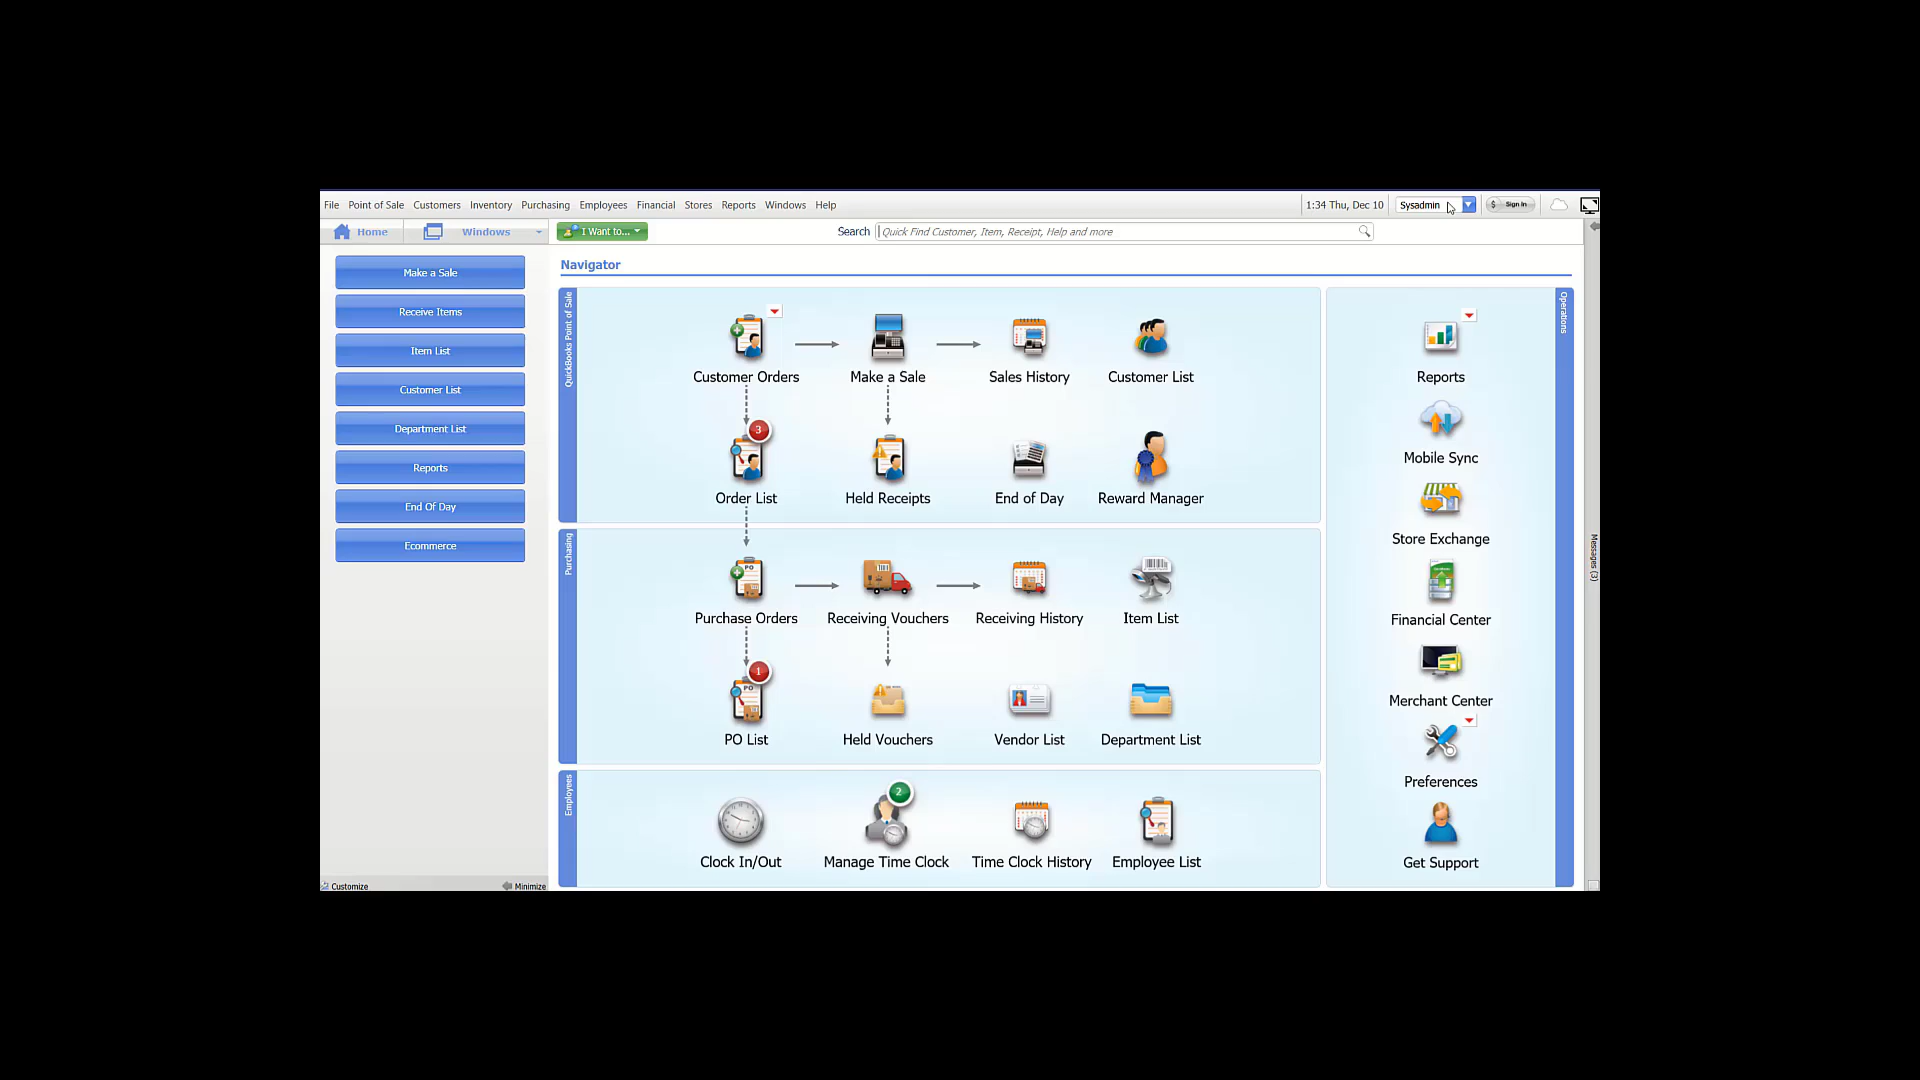 File Point of Sale Customers Inventory Purchasing Employees Financial Stores Reports Windows Help
1:34 Thu, Dec 10 Sysadmin $ Sign In
Home Windows I Want to... Search Quick Find Customer, Item, Receipt, Help and more
Make a Sale
Receive Items
Item List
Customer List
Department List
Reports
End Of Day
Ecommerce
Customize Minimize
Navigator
QuickBooks Point of Sale
Customer Orders Make a Sale Sales History Customer List
3
Order List Held Receipts End of Day Reward Manager
Purchasing
PO
Purchase Orders Receiving Vouchers Receiving History Item List
1
PO
PO List Held Vouchers Vendor List Department List
Employees
2
Clock In/Out Manage Time Clock Time Clock History Employee List
Operations
Reports
Mobile Sync
Store Exchange
Financial Center
Merchant Center
Preferences
Get Support
Messages (3)